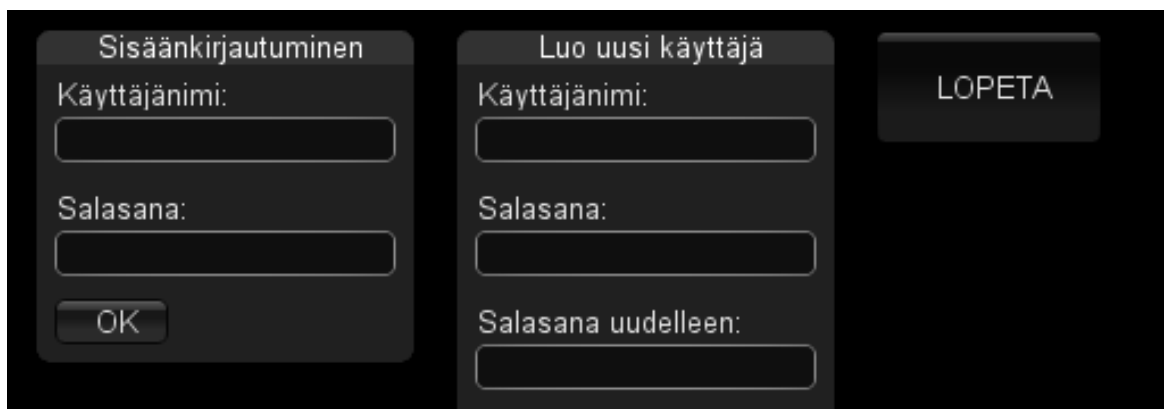 Sisäänkirjautuminen
Käyttäjänimi:
Salasana:
OK
Luo uusi käyttäjä
Käyttäjänimi:
Salasana:
Salasana uudelleen:
LOPETA